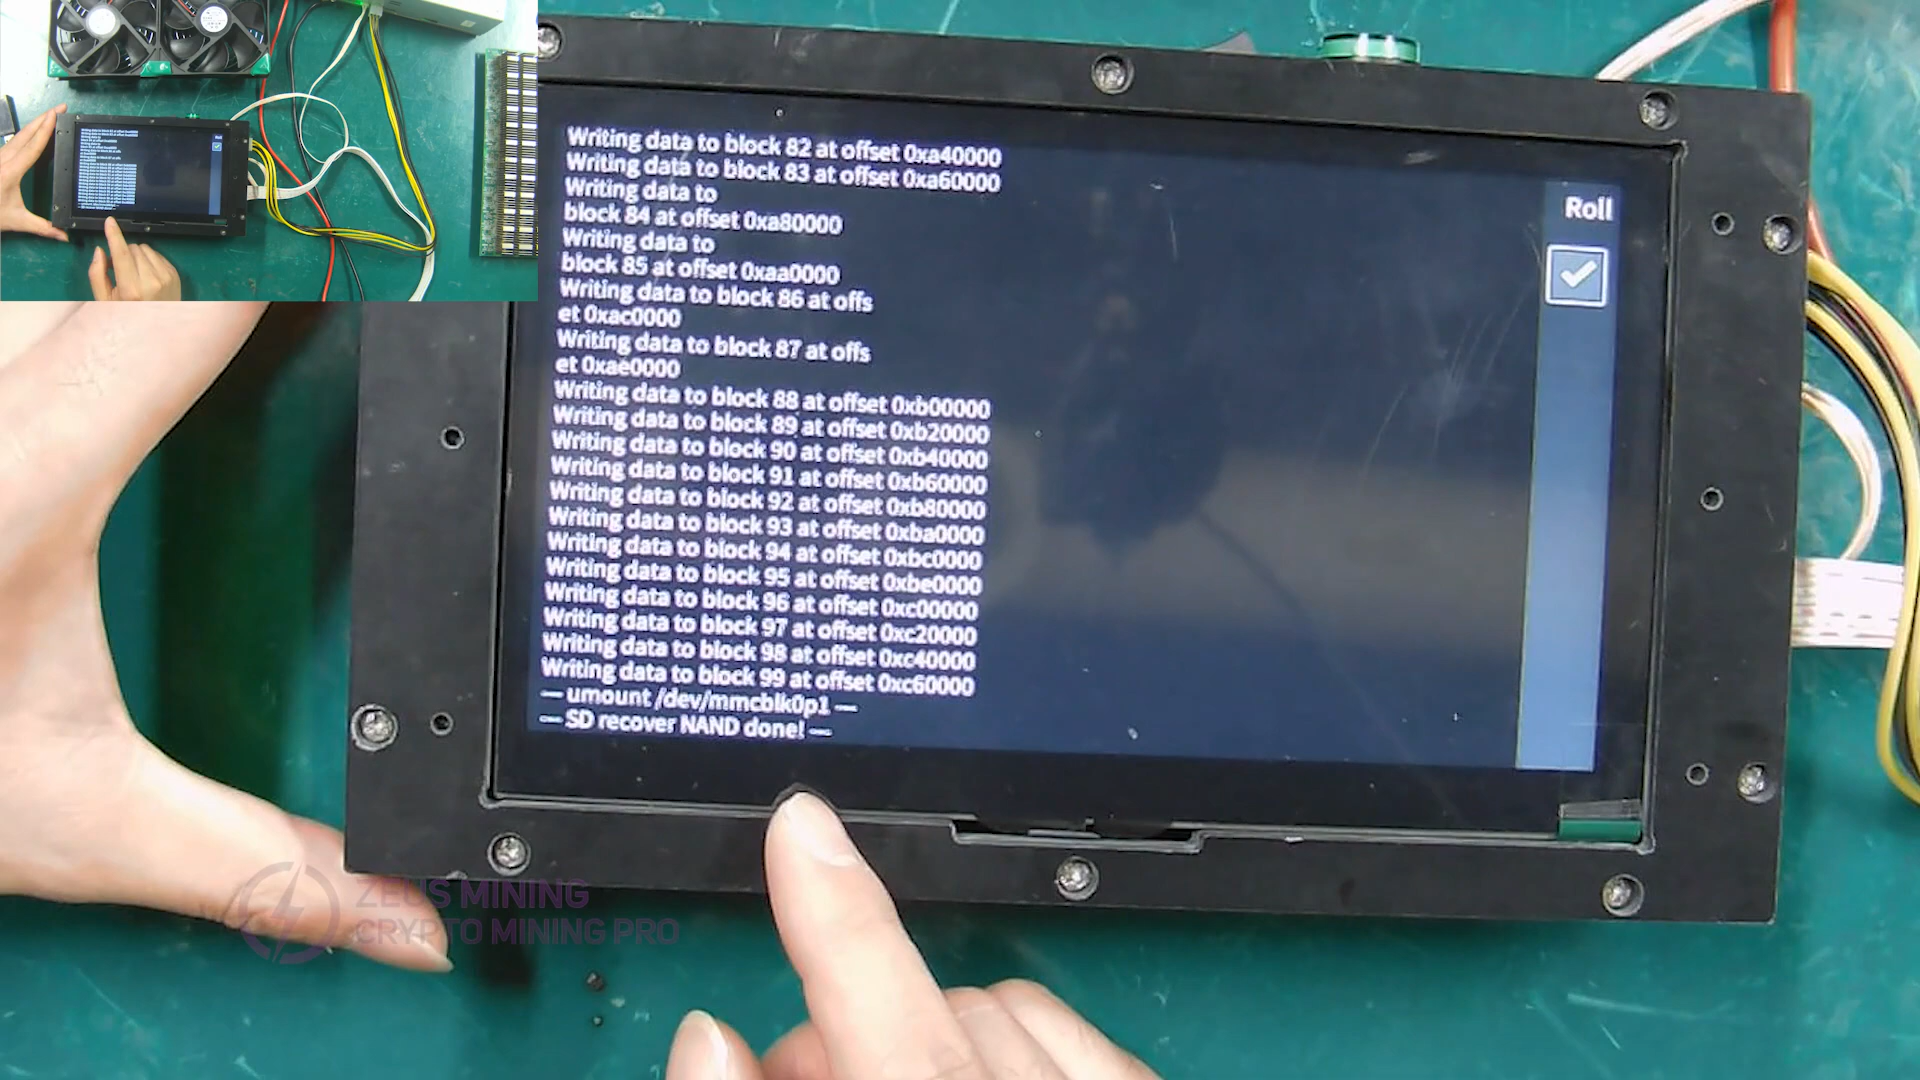 Writing data to block 82 at offset 0xa40000
Writing data to block 83 at offset 0xa60000
Writing data to
block 84 at offset 0xa80000
Writing data to
block 85 at offset 0xaa0000
Writing data to block 86 at offs
et 0xac0000
Writing data to block 87 at offs
et 0xae0000
Writing data to block 88 at offset 0xb00000
Writing data to block 89 at offset 0xb20000
Writing data to block 90 at offset 0xb40000
Writing data to block 91 at offset 0xb60000
Writing data to block 92 at offset 0xb80000
Writing data to block 93 at offset 0xba0000
Writing data to block 94 at offset 0xbc0000
Writing data to block 95 at offset 0xbe0000
Writing data to block 96 at offset 0xc00000
Writing data to block 97 at offset 0xc20000
Writing data to block 98 at offset 0xc40000
Writing data to block 99 at offset 0xc60000
--- umount /dev/mmcblk0p1 ---
--- SD recover NAND done! ---
Roll
ZEUS MINING
CRYPTO MINING PRO